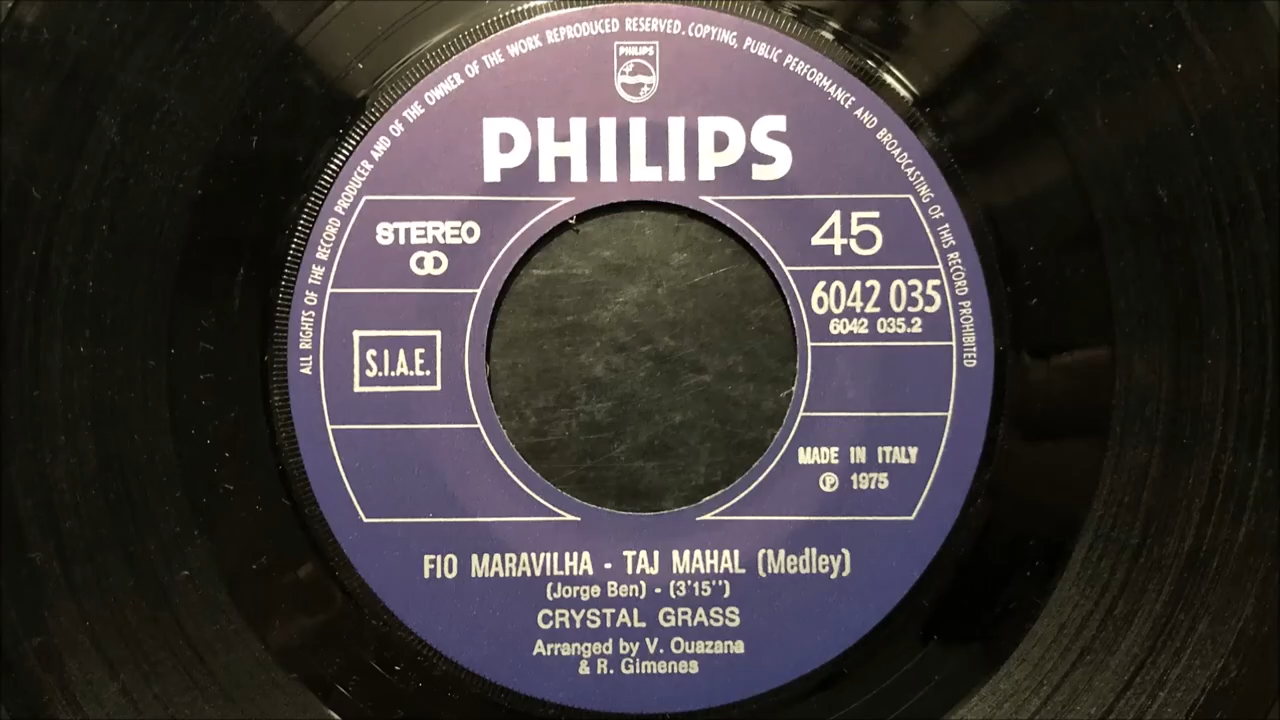 ALL RIGHTS OF THE RECORD PRODUCER AND OF THE OWNER OF THE WORK REPRODUCED RESERVED. COPYING, PUBLIC PERFORMANCE AND BROADCASTING OF THIS RECORD PROHIBITED
PHILIPS
PHILIPS
STEREO
45
6042 035
6042 035.2
S.I.A.E.
MADE IN ITALY
℗ 1975
FIO MARAVILHA - TAJ MAHAL (Medley)
(Jorge Ben) - (3'15'')
CRYSTAL GRASS
Arranged by V. Ouazana
& R. Gimenes